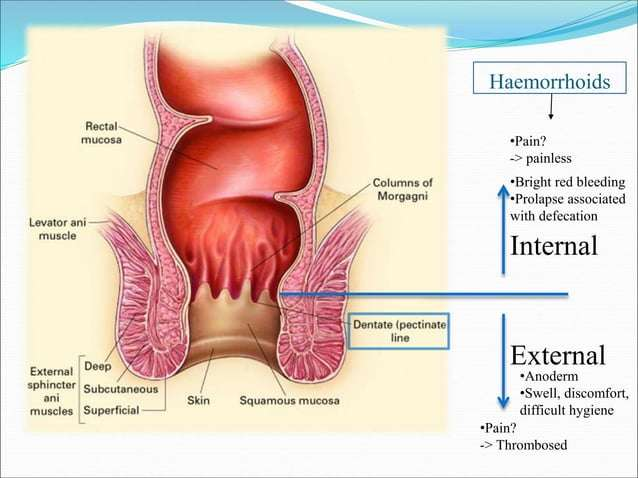 Haemorrhoids
•Pain?
-> painless
•Bright red bleeding
•Prolapse associated
with defecation
Internal
External
•Anoderm
•Swell, discomfort,
difficult hygiene
•Pain?
-> Thrombosed
Rectal
mucosa
Columns of
Morgagni
Levator ani
muscle
Dentate (pectinate
line
External
sphincter
ani
muscles
Deep
Subcutaneous
Superficial
Skin
Squamous mucosa